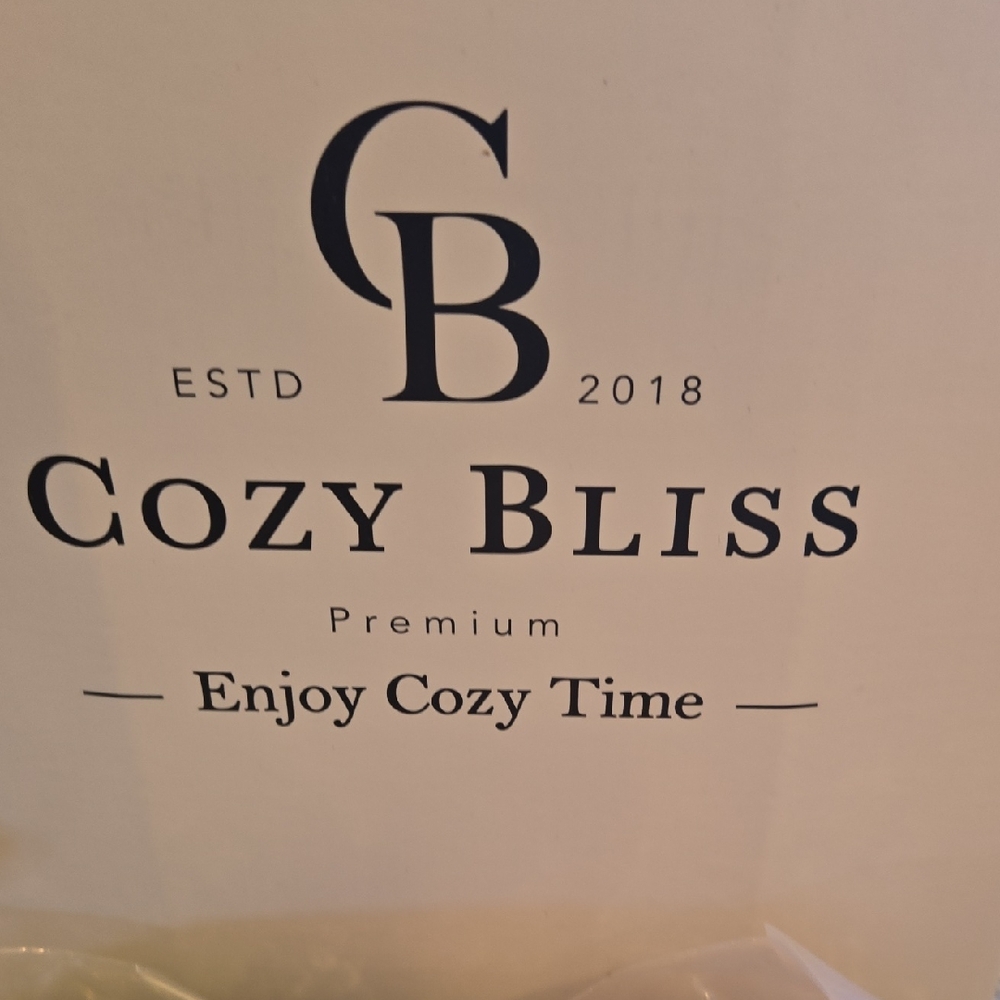 CB
ESTD 2018
COZY BLISS
Premium
— Enjoy Cozy Time —